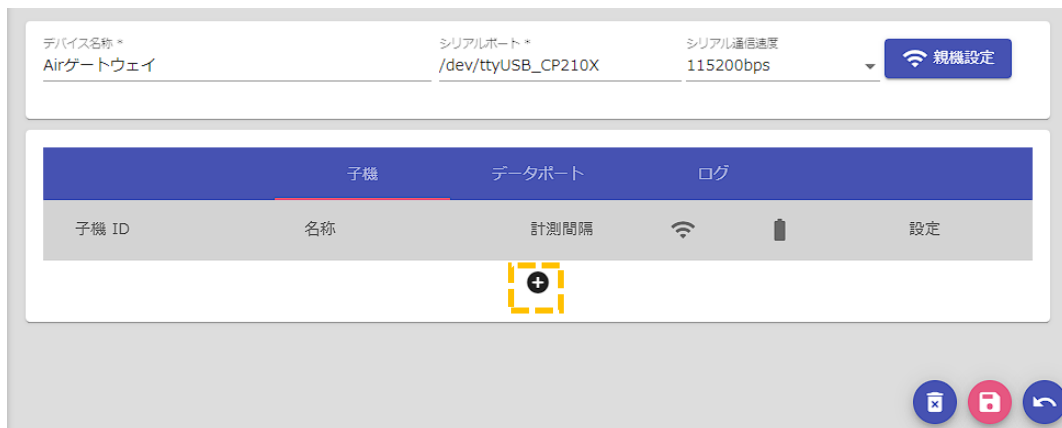 デバイス名称 * シリアルポート * シリアル通信速度
Airゲートウェイ /dev/ttyUSB_CP210X 115200bps 親機設定
子機 データポート ログ
子機 ID 名称 計測間隔 設定